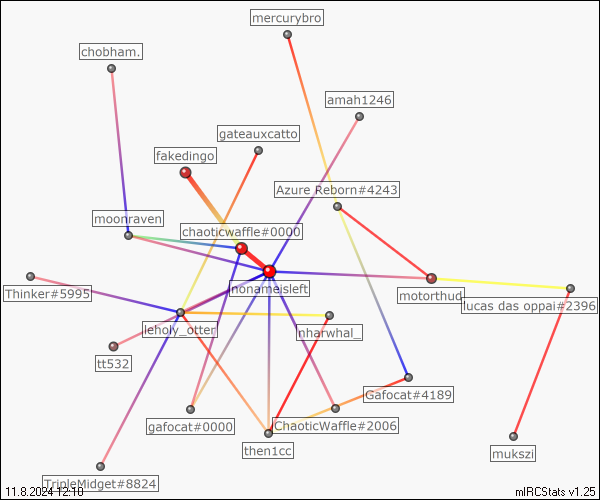 mercurybro
chobham.
amah1246
gateauxcatto
fakedingo
Azure Reborn#4243
moonraven
chaoticwaffle#0000
Thinker#5995
nonameisleft
motorthud
lucas das oppai#2396
leholy_otter
nharwhal_
tt532
Gafocat#4189
gafocat#0000
ChaoticWaffle#2006
then1cc
mukszi
TripleMidget#8824
11.8.2024 12:10
mIRCStats v1.25